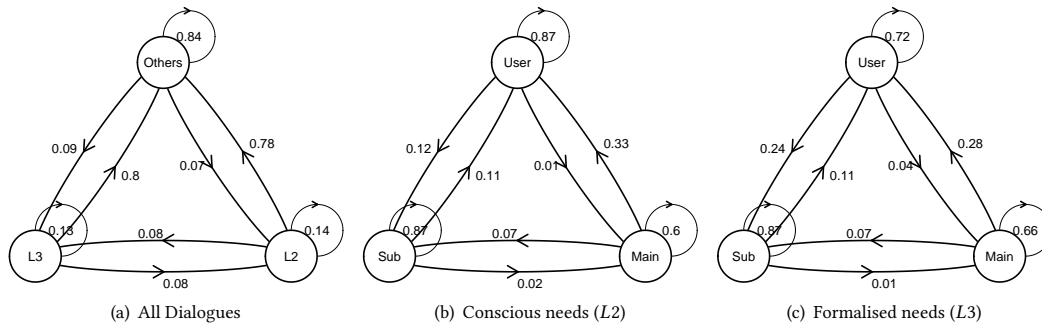 0.84
Others
0.09
0.8
0.07
0.78
0.13
0.14
L3
0.08
L2
0.08
(a) All Dialogues
0.87
User
0.12
0.11
0.01
0.33
0.87
0.6
Sub
0.07
Main
0.02
(b) Conscious needs (L2)
0.72
User
0.24
0.11
0.04
0.28
0.87
0.66
Sub
0.07
Main
0.01
(c) Formalised needs (L3)